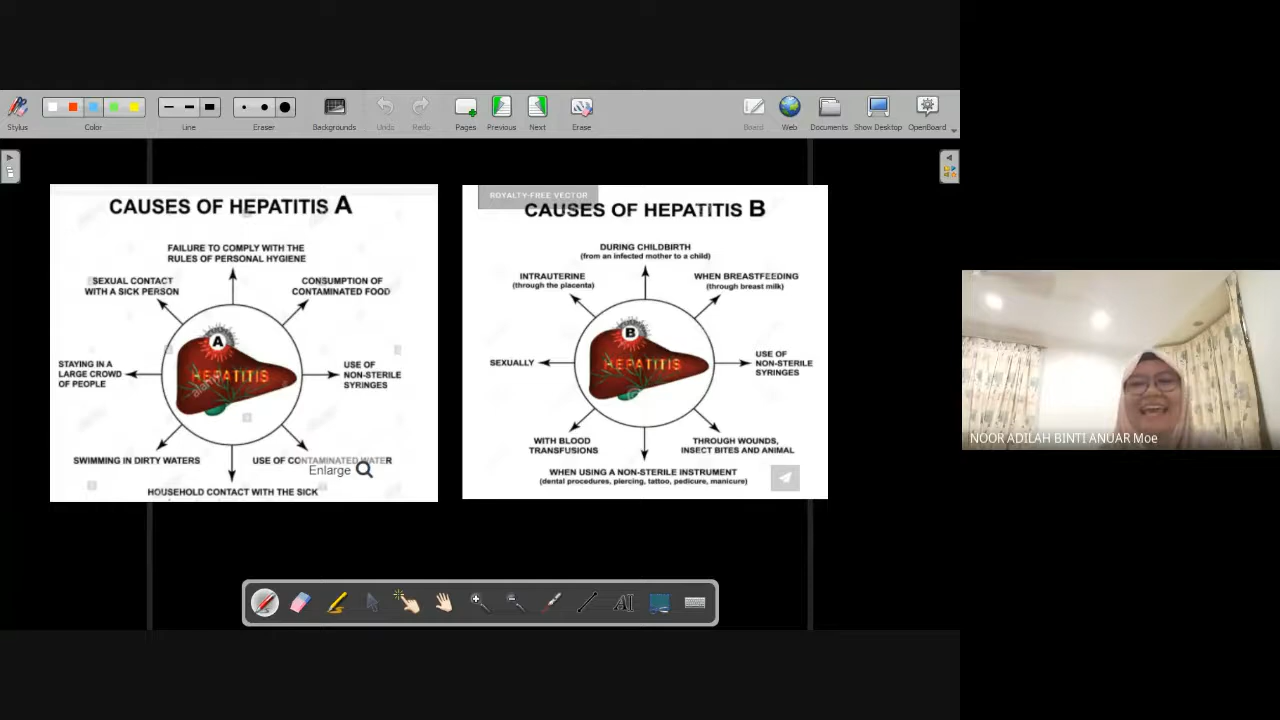 Stylus Color Line Eraser Backgrounds Undo Redo Pages Previous Next Erase Board Web Documents Show Desktop OpenBoard
CAUSES OF HEPATITIS A
FAILURE TO COMPLY WITH THE
RULES OF PERSONAL HYGIENE
SEXUAL CONTACT
WITH A SICK PERSON
CONSUMPTION OF
CONTAMINATED FOOD
A
HEPATITIS
STAYING IN A
LARGE CROWD
OF PEOPLE
USE OF
NON-STERILE
SYRINGES
SWIMMING IN DIRTY WATERS
USE OF CONTAMINATED WATER
Enlarge
HOUSEHOLD CONTACT WITH THE SICK
ROYALTY-FREE VECTOR
CAUSES OF HEPATITIS B
DURING CHILDBIRTH
(from an infected mother to a child)
INTRAUTERINE
(through the placenta)
WHEN BREASTFEEDING
(through breast milk)
B
HEPATITIS
SEXUALLY
USE OF
NON-STERILE
SYRINGES
WITH BLOOD
TRANSFUSIONS
THROUGH WOUNDS,
INSECT BITES AND ANIMAL
WHEN USING A NON-STERILE INSTRUMENT
(dental procedures, piercing, tattoo, pedicure, manicure)
NOOR ADILAH BINTI ANUAR Moe